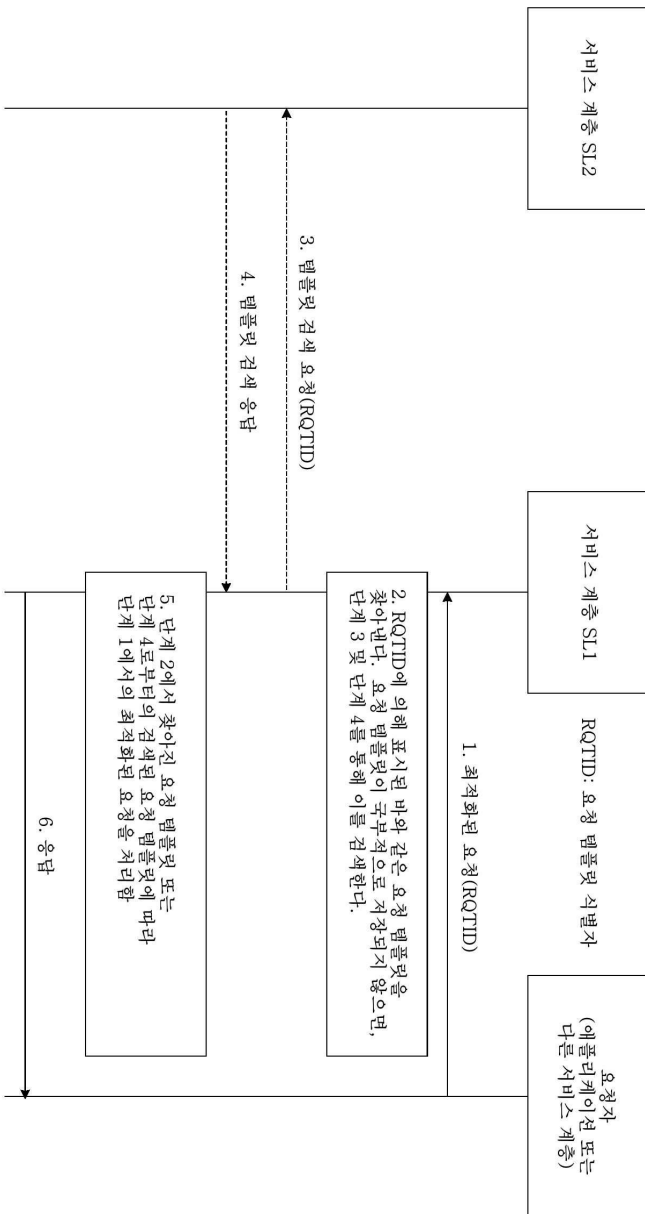 서비스 계층 SL2
서비스 계층 SL1
RQTID: 요청 템플릿 식별자
요청자
(애플리케이션 또는
다른 서비스 계층)
1. 최적화된 요청(RQTID)
2. RQTID에 의해 표시된 바와 같은 요청 템플릿을
찾아낸다. 요청 템플릿이 국부적으로 저장되지 않으면,
단계 3 및 단계 4를 통해 이를 검색한다.
3. 템플릿 검색 요청(RQTID)
4. 템플릿 검색 응답
5. 단계 2에서 찾아진 요청 템플릿 또는
단계 4로부터의 검색된 요청 템플릿에 따라
단계 1에서의 최적화된 요청을 처리함
6. 응답